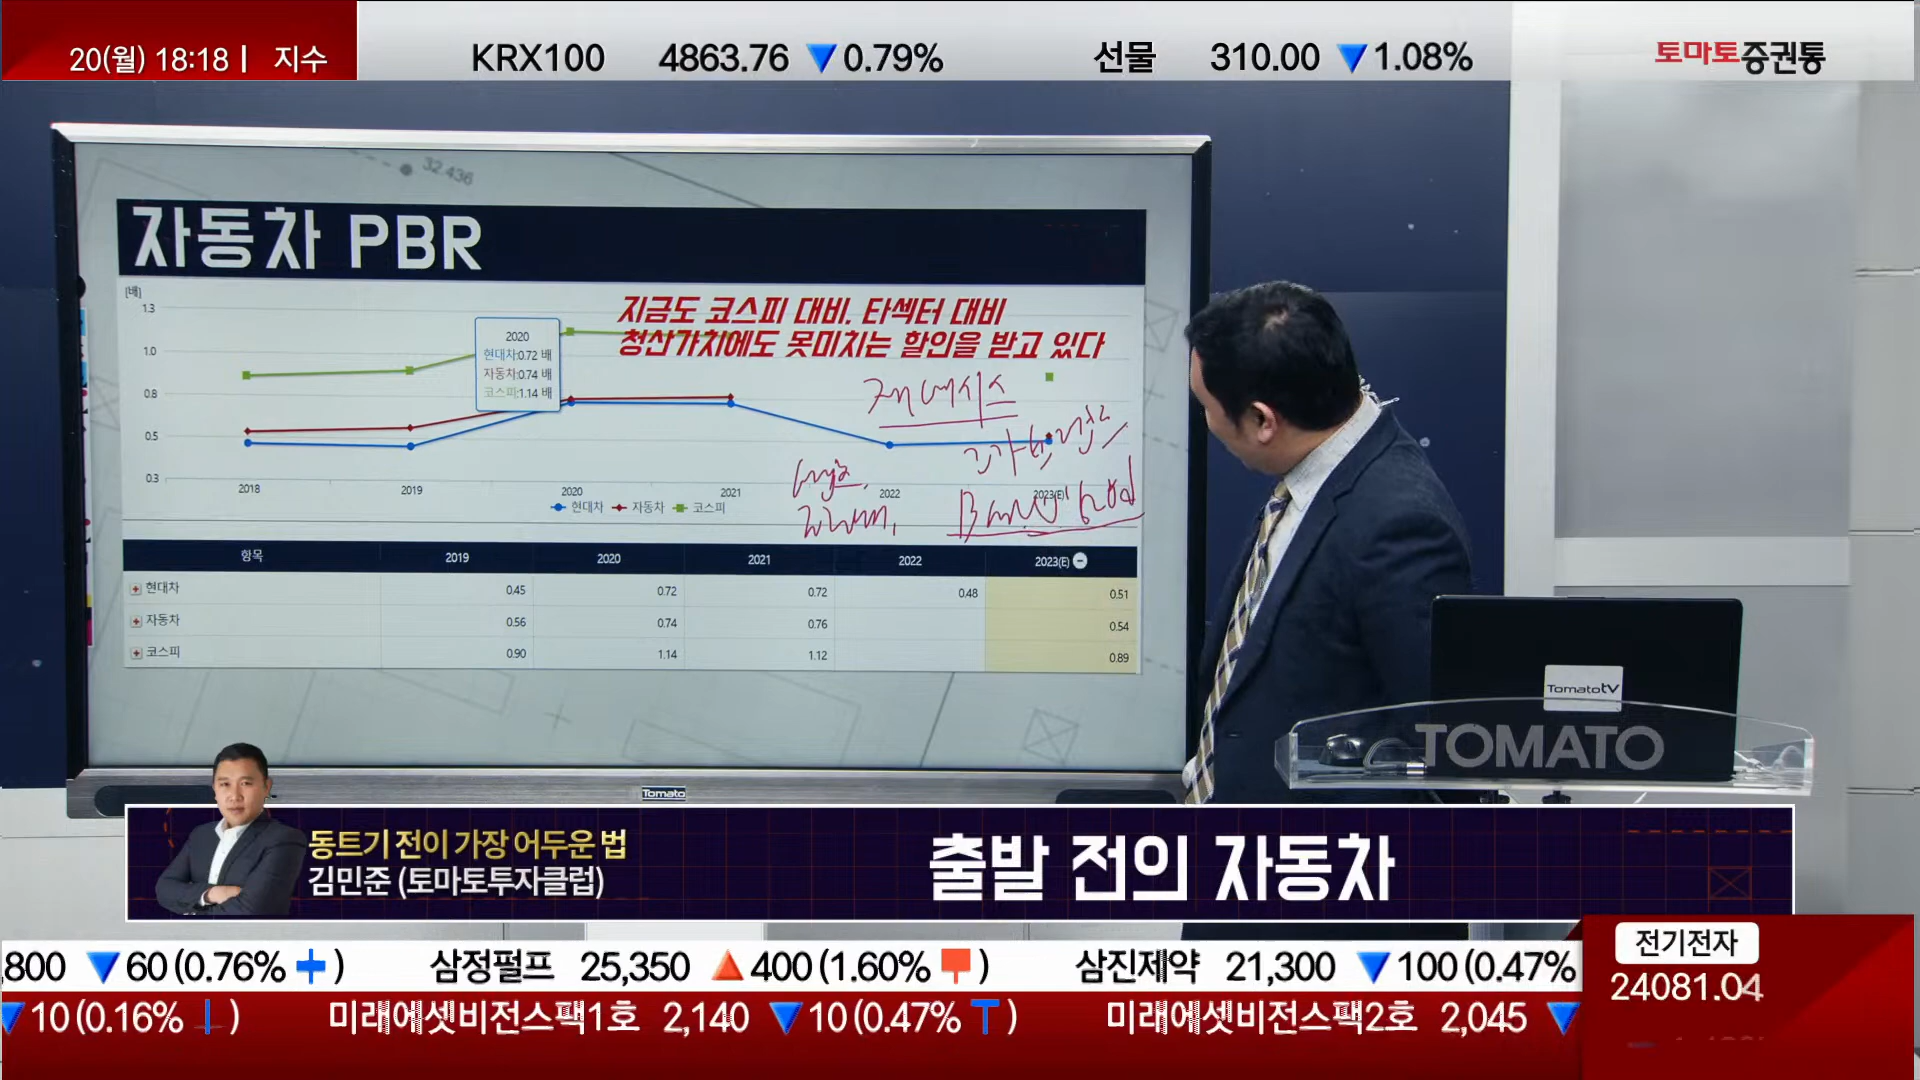 20(월) 18:18 | 지수 KRX100 4863.76 ▼0.79% 선물 310.00 ▼1.08% 토마토증권통
32.436
자동차 PBR
[배]
1.3
1.0
0.8
0.5
0.3
지금도 코스피 대비, 타섹터 대비
청산가치에도 못미치는 할인을 받고 있다
2020
현대차:0.72 배
자동차:0.74 배
코스피:1.14 배
제네시스
2018 2019 2020 2021 2022 2023(E)
현대차 자동차 코스피
항목 2019 2020 2021 2022 2023(E)
현대차 0.45 0.72 0.72 0.48 0.51
자동차 0.56 0.74 0.76 0.54
코스피 0.90 1.14 1.12 0.89
TomatoTV
TOMATO
Tomato
동트기 전이 가장 어두운 법
김민준 (토마토투자클럽)
출발 전의 자동차
전기전자
24081.04
.800 ▼60 (0.76% ) 삼정펄프 25,350 ▲400 (1.60% ) 삼진제약 21,300 ▼100 (0.47%
▼10 (0.16% ) 미래에셋비전스팩1호 2,140 ▼10 (0.47% ) 미래에셋비전스팩2호 2,045 ▼